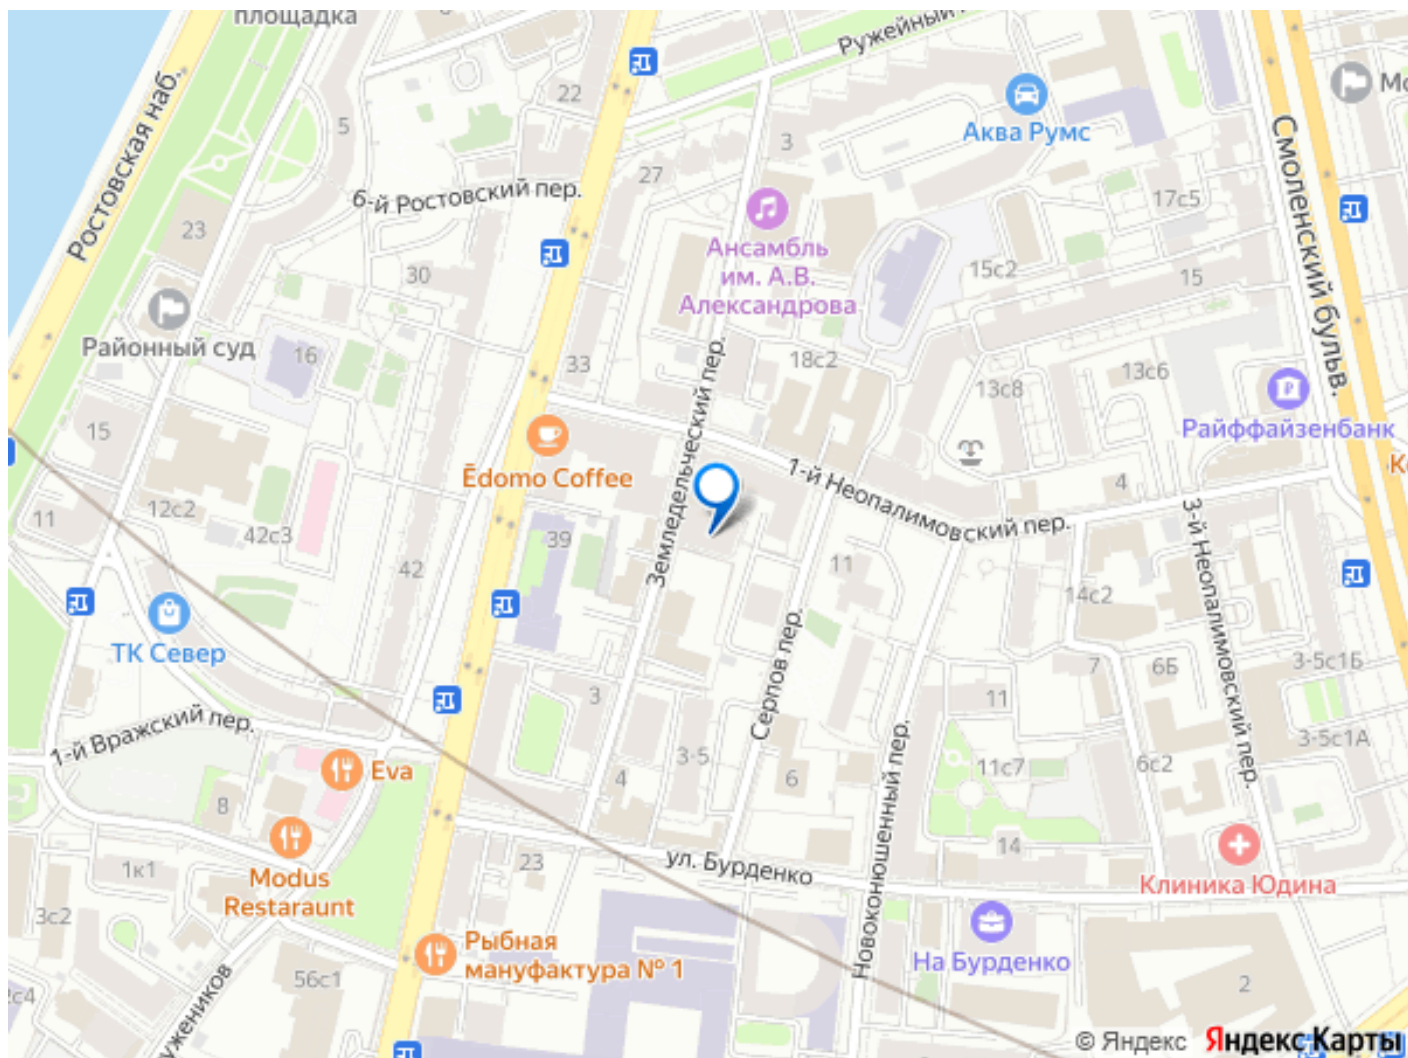 площадка
Ружейный
Ростовская наб.
22
5
3
Аква Румс
Смоленский бульв.
27
6-й Ростовский пер.
17с5
23
Ансамбль
им. А.В.
Александрова
30
15с2
15
Районный суд
16
33
18с2
13с8
13с6
Райффайзенбанк
15
Ēdomo Coffee
Земледельческий пер.
1-й Неопалимовский пер.
4
3-й Неопалимовский пер.
12с2
11
42с3
39
42
11
14с2
ТК Север
Серпов пер.
7
6Б
3-5с1Б
3
11
1-й Вражский пер.
3-5
Новоконюшенный пер.
3-5с1А
Eva
4
6
11с7
6с2
8
14
ул. Бурденко
23
1к1
Modus
Restaraunt
Клиника Юдина
3с2
Рыбная
мануфактура № 1
На Бурденко
56с1
2
© Яндекс Яндекс Карты